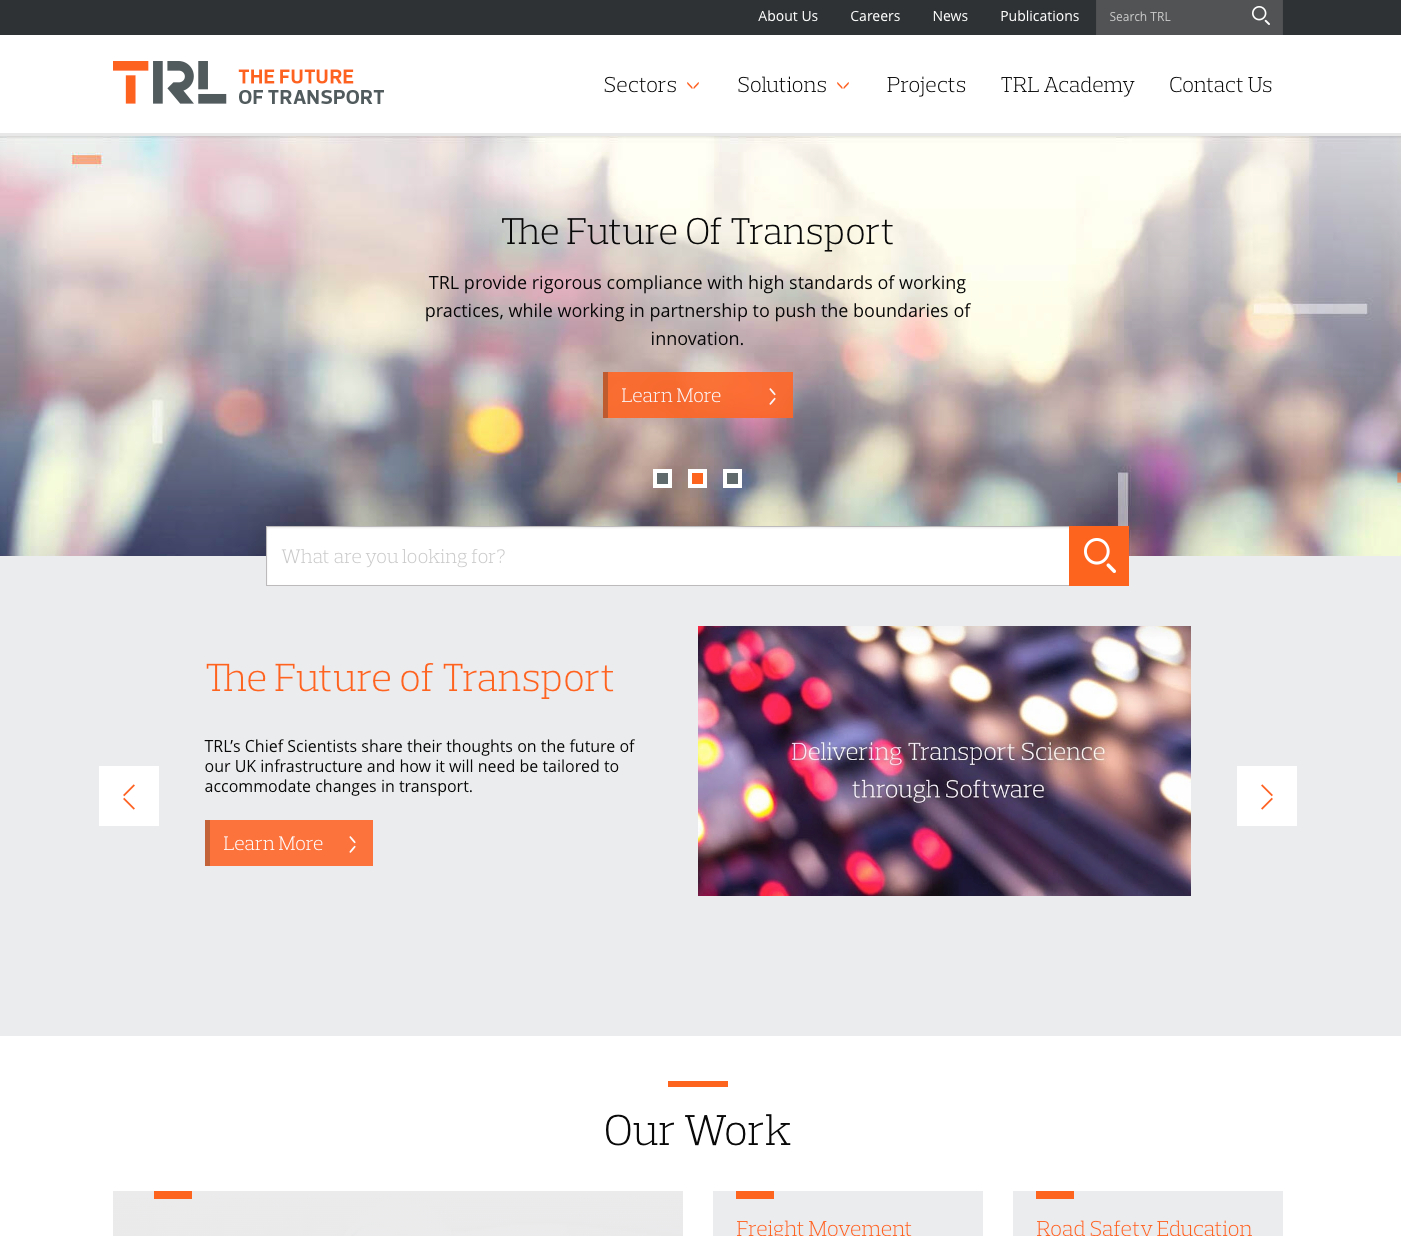 About Us Careers News Publications Search TRL
TRL THE FUTURE
OF TRANSPORT
Sectors Solutions Projects TRL Academy Contact Us
The Future Of Transport
TRL provide rigorous compliance with high standards of working
practices, while working in partnership to push the boundaries of
innovation.
Learn More
What are you looking for?
The Future of Transport
TRL's Chief Scientists share their thoughts on the future of
our UK infrastructure and how it will need be tailored to
accommodate changes in transport.
Learn More
Delivering Transport Science
through Software
Our Work
Freight Movement
Road Safety Education